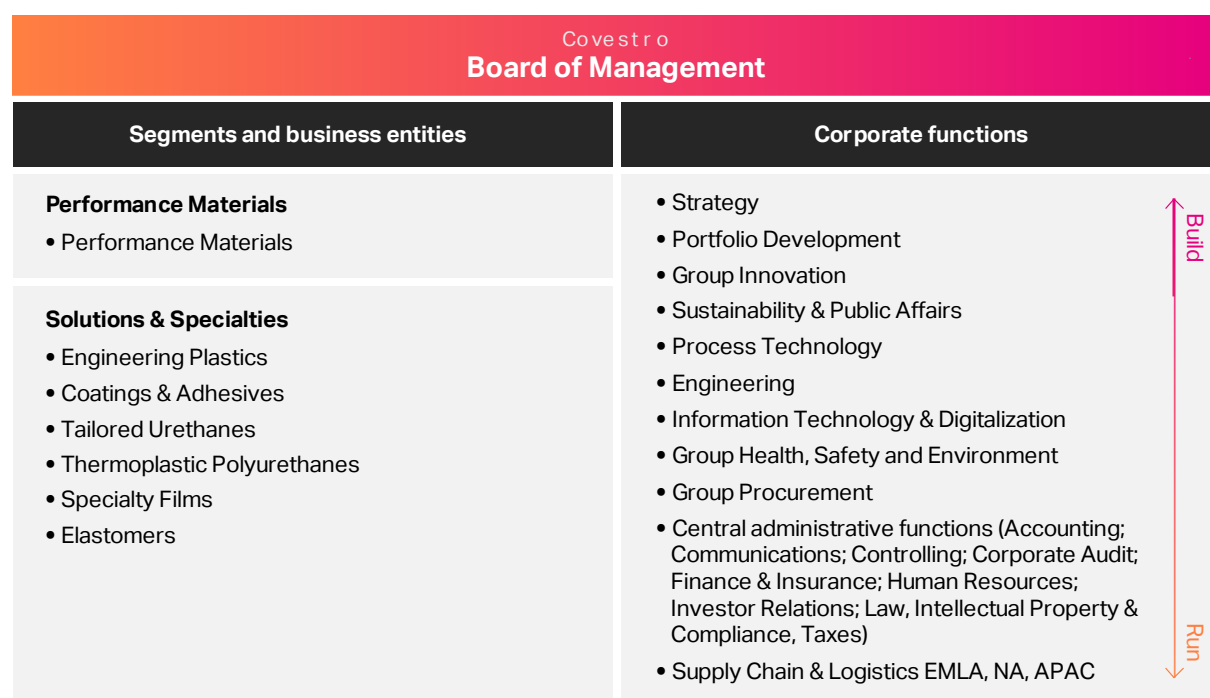 Covestro
Board of Management
Segments and business entities
Performance Materials
• Performance Materials
Solutions & Specialties
• Engineering Plastics
• Coatings & Adhesives
• Tailored Urethanes
• Thermoplastic Polyurethanes
• Specialty Films
• Elastomers
Corporate functions
• Strategy
• Portfolio Development
• Group Innovation
• Sustainability & Public Affairs
• Process Technology
• Engineering
• Information Technology & Digitalization
• Group Health, Safety and Environment
• Group Procurement
• Central administrative functions (Accounting;
Communications; Controlling; Corporate Audit;
Finance & Insurance; Human Resources;
Investor Relations; Law, Intellectual Property &
Compliance, Taxes)
• Supply Chain & Logistics EMLA, NA, APAC
Build
Run